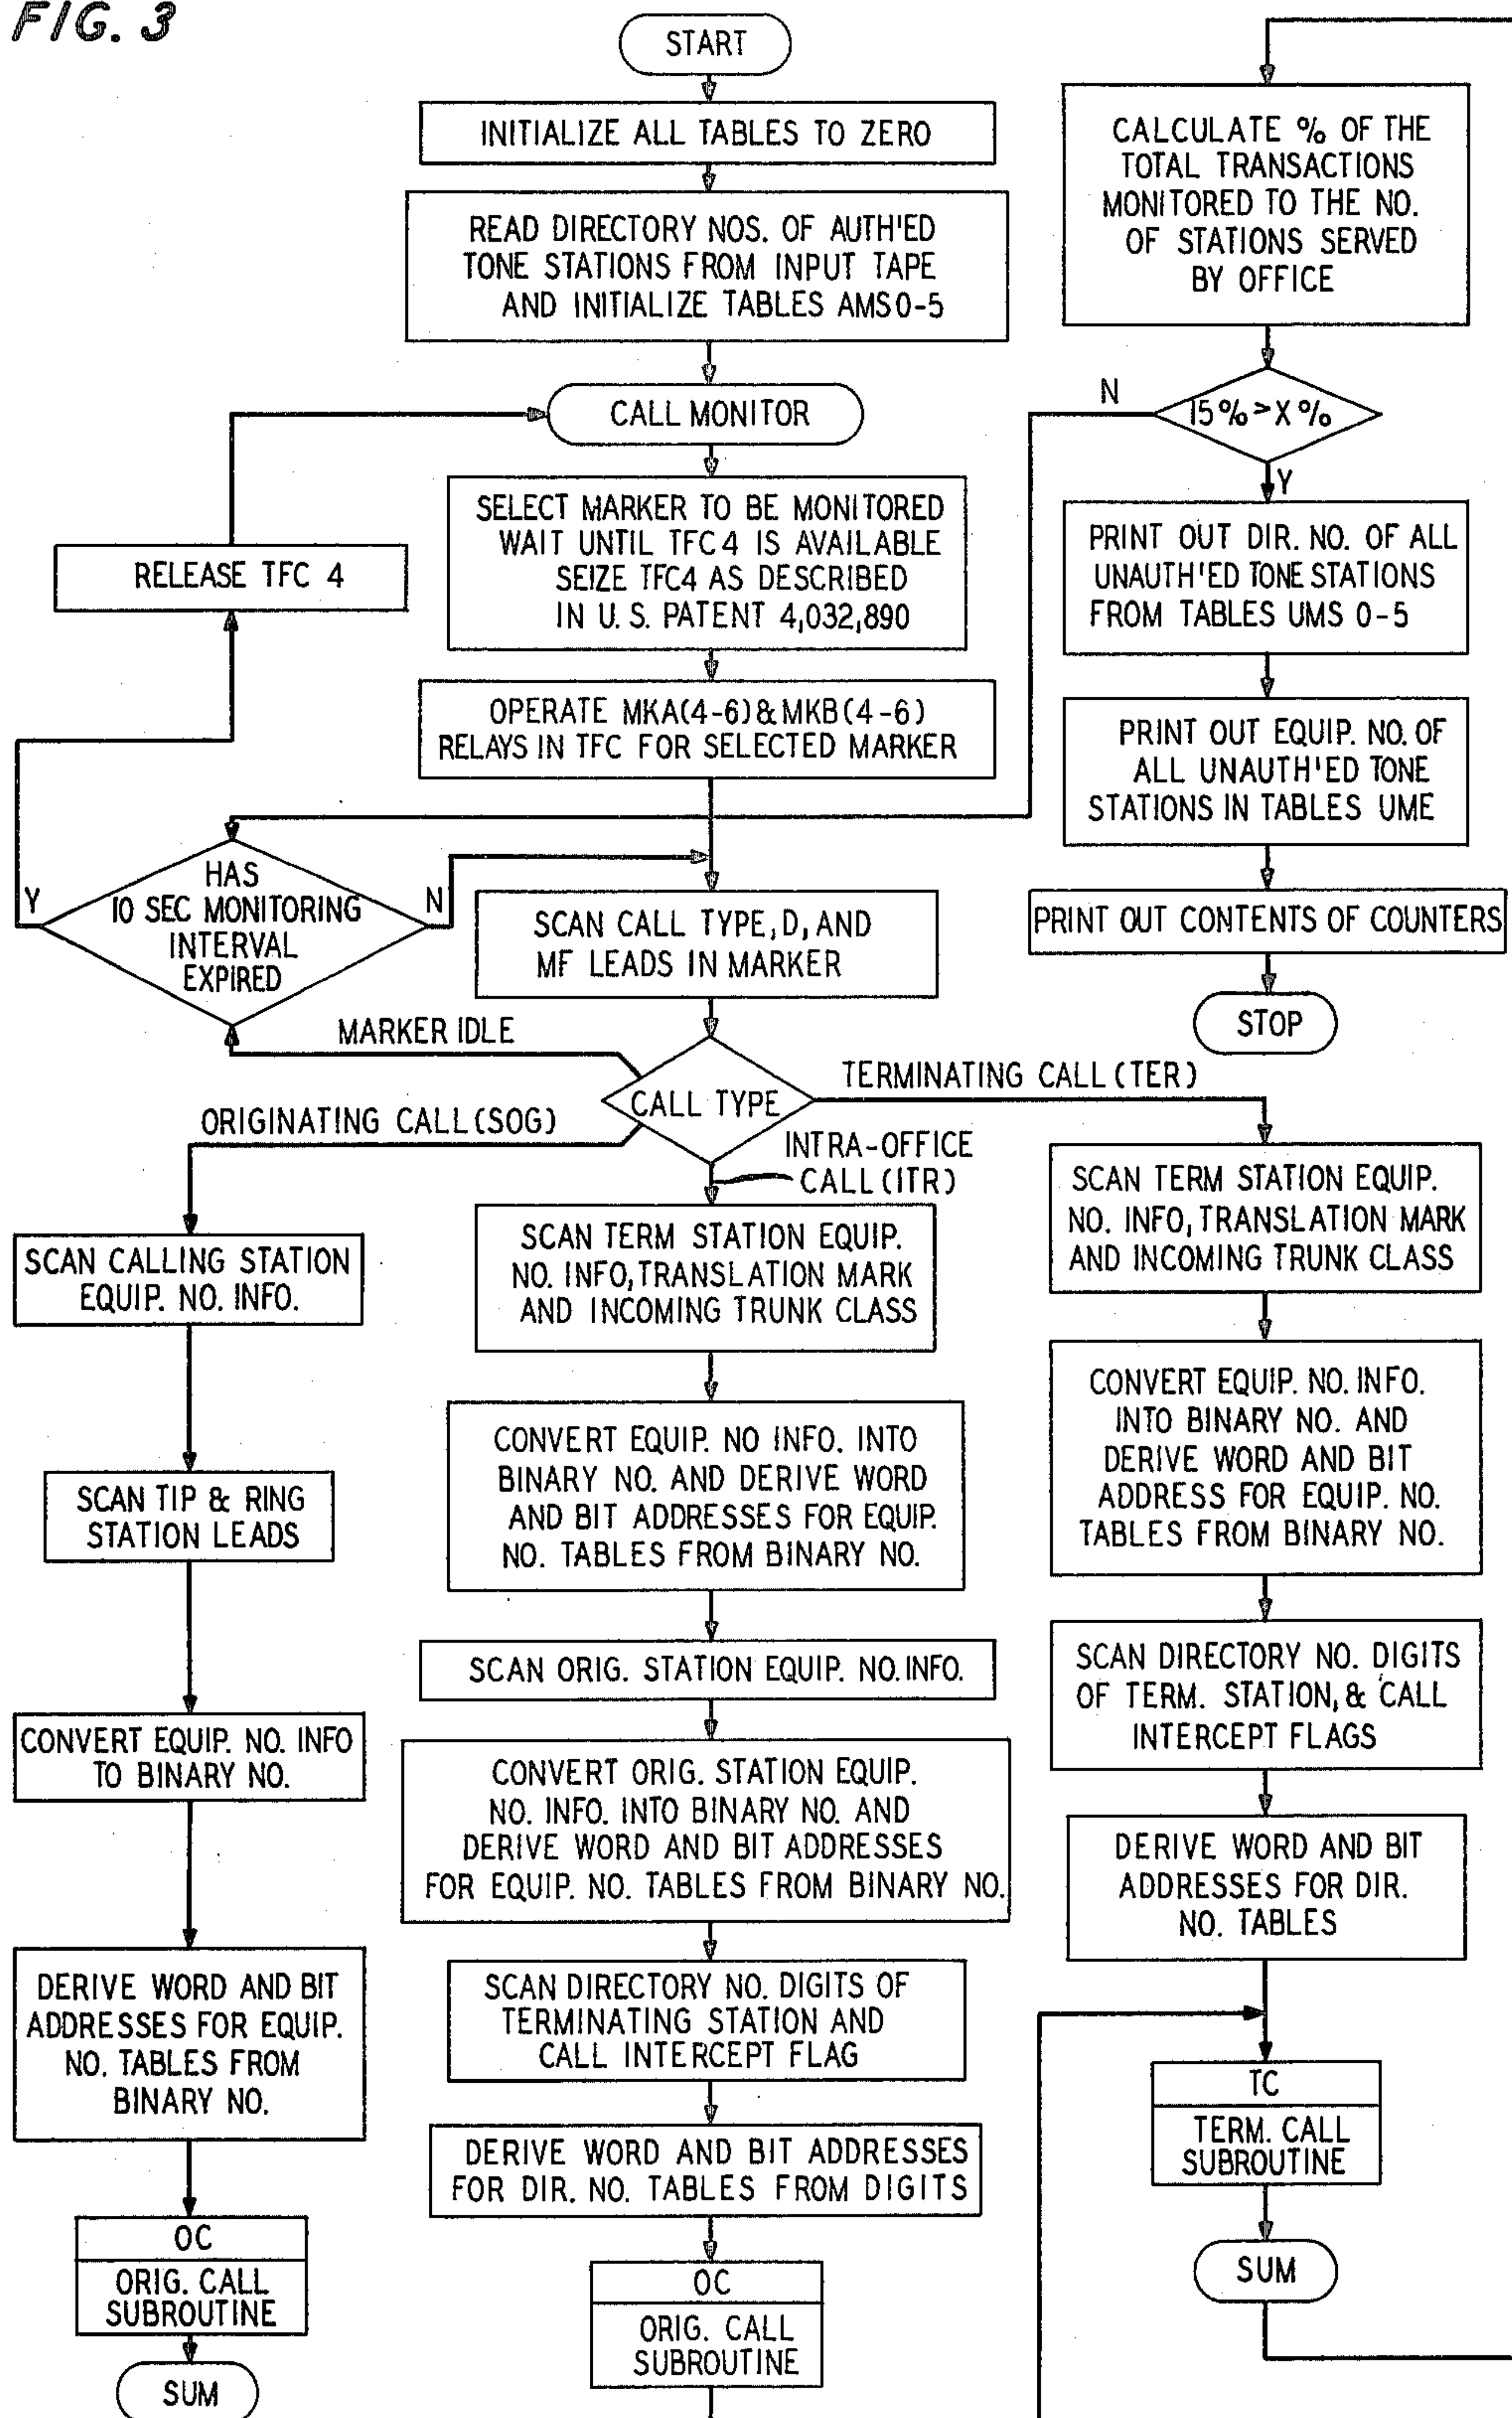 FIG. 3
START
INITIALIZE ALL TABLES TO ZERO
READ DIRECTORY NOS. OF AUTH'ED
TONE STATIONS FROM INPUT TAPE
AND INITIALIZE TABLES AMS 0-5
CALL MONITOR
SELECT MARKER TO BE MONITORED
WAIT UNTIL TFC 4 IS AVAILABLE
SEIZE TFC4 AS DESCRIBED
IN U.S. PATENT 4,032,890
RELEASE TFC 4
OPERATE MKA(4-6)&MKB(4-6)
RELAYS IN TFC FOR SELECTED MARKER
HAS
10 SEC MONITORING
INTERVAL
EXPIRED
Y
N
SCAN CALL TYPE, D, AND
MF LEADS IN MARKER
MARKER IDLE
CALL TYPE
ORIGINATING CALL (SOG)
INTRA-OFFICE
CALL (ITR)
TERMINATING CALL (TER)
SCAN CALLING STATION
EQUIP. NO. INFO.
SCAN TIP & RING
STATION LEADS
CONVERT EQUIP. NO. INFO
TO BINARY NO.
DERIVE WORD AND BIT
ADDRESSES FOR EQUIP.
NO. TABLES FROM
BINARY NO.
OC
ORIG. CALL
SUBROUTINE
SUM
SCAN TERM STATION EQUIP.
NO. INFO, TRANSLATION MARK
AND INCOMING TRUNK CLASS
CONVERT EQUIP. NO INFO. INTO
BINARY NO. AND DERIVE WORD
AND BIT ADDRESSES FOR EQUIP.
NO. TABLES FROM BINARY NO.
SCAN ORIG. STATION EQUIP. NO. INFO.
CONVERT ORIG. STATION EQUIP.
NO. INFO. INTO BINARY NO. AND
DERIVE WORD AND BIT ADDRESSES
FOR EQUIP. NO. TABLES FROM BINARY NO.
SCAN DIRECTORY NO. DIGITS OF
TERMINATING STATION AND
CALL INTERCEPT FLAG
DERIVE WORD AND BIT ADDRESSES
FOR DIR. NO. TABLES FROM DIGITS
OC
ORIG. CALL
SUBROUTINE
SCAN TERM STATION EQUIP.
NO. INFO, TRANSLATION MARK
AND INCOMING TRUNK CLASS
CONVERT EQUIP. NO. INFO.
INTO BINARY NO. AND
DERIVE WORD AND BIT
ADDRESS FOR EQUIP. NO.
TABLES FROM BINARY NO.
SCAN DIRECTORY NO. DIGITS
OF TERM. STATION, & CALL
INTERCEPT FLAGS
DERIVE WORD AND BIT
ADDRESSES FOR DIR.
NO. TABLES
TC
TERM. CALL
SUBROUTINE
SUM
CALCULATE % OF THE
TOTAL TRANSACTIONS
MONITORED TO THE NO.
OF STATIONS SERVED
BY OFFICE
N
15% > X %
Y
PRINT OUT DIR. NO. OF ALL
UNAUTH'ED TONE STATIONS
FROM TABLES UMS 0-5
PRINT OUT EQUIP. NO. OF
ALL UNAUTH'ED TONE
STATIONS IN TABLES UME
PRINT OUT CONTENTS OF COUNTERS
STOP